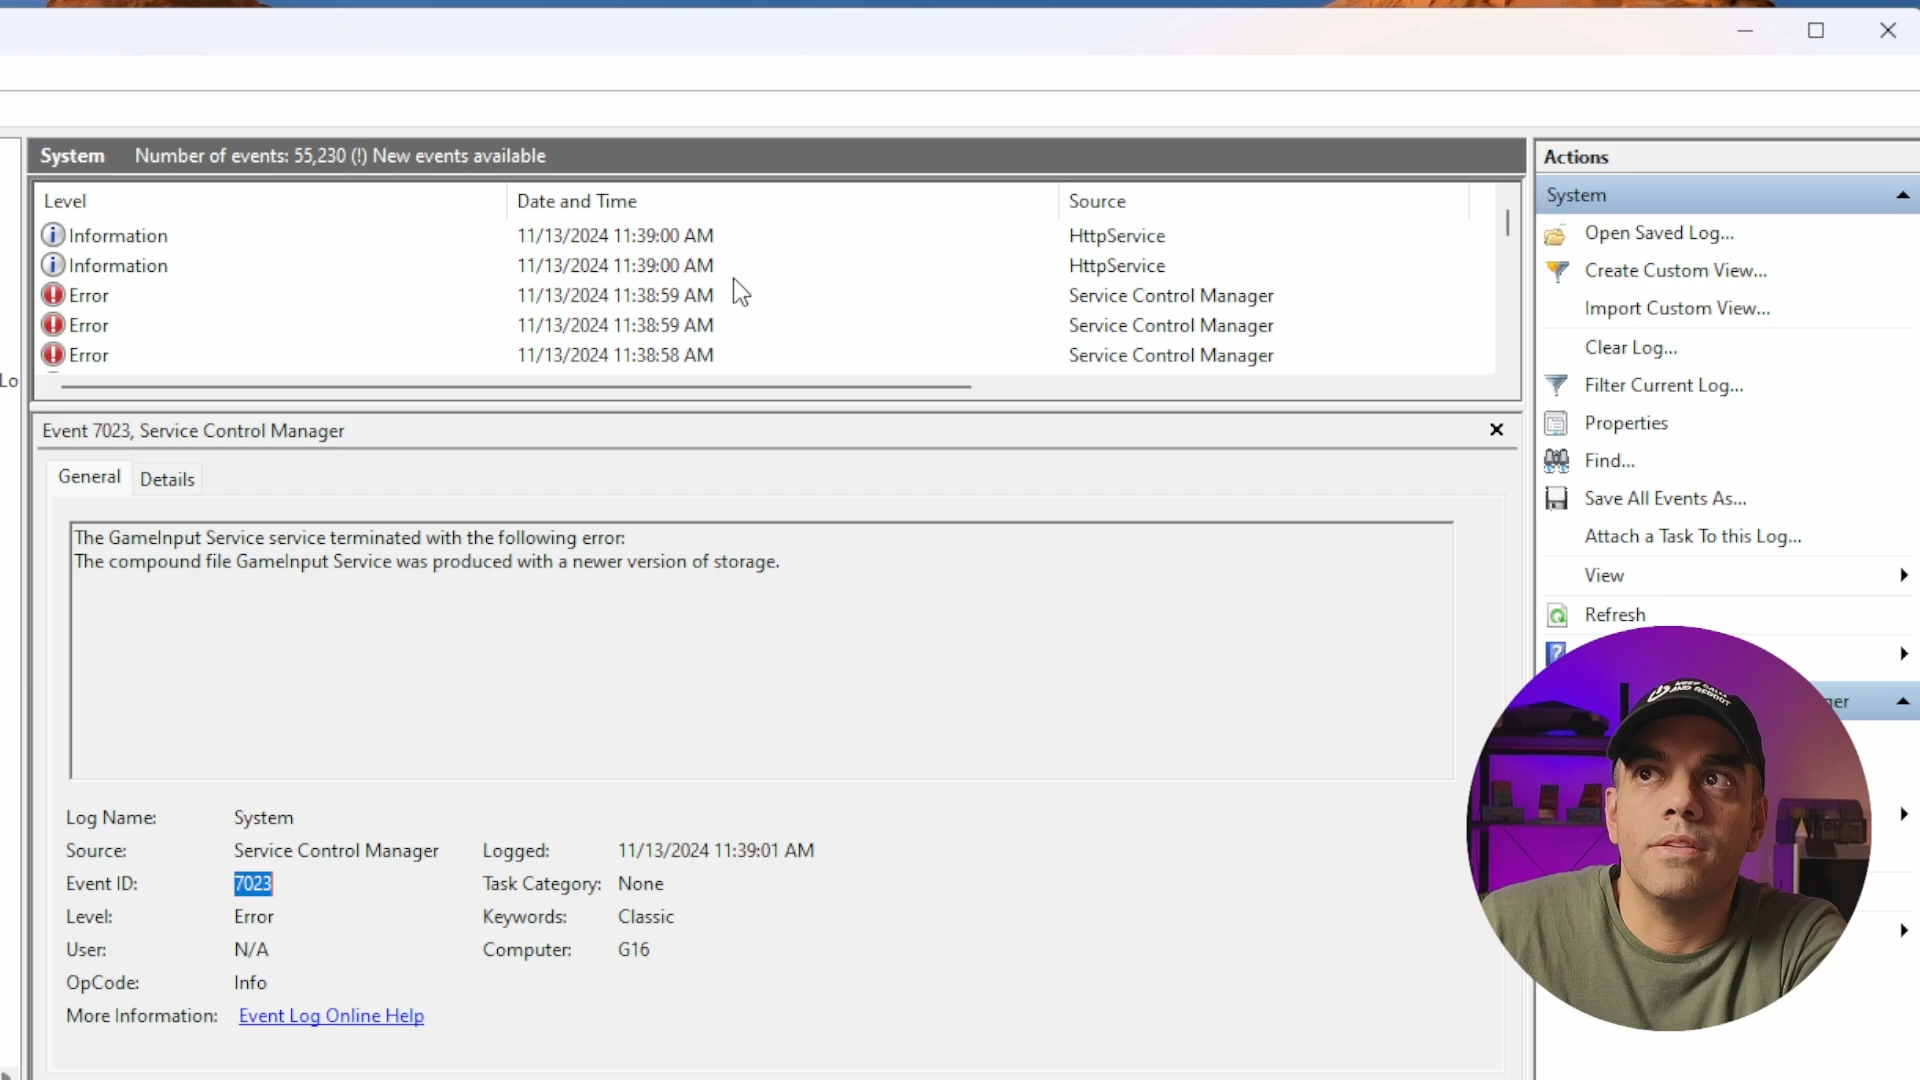 System Number of events: 55,230 (!) New events available
Level Date and Time Source
Information 11/13/2024 11:39:00 AM HttpService
Information 11/13/2024 11:39:00 AM HttpService
Error 11/13/2024 11:38:59 AM Service Control Manager
Error 11/13/2024 11:38:59 AM Service Control Manager
Error 11/13/2024 11:38:58 AM Service Control Manager
Lo
Event 7023, Service Control Manager
General Details
The GameInput Service service terminated with the following error:
The compound file GameInput Service was produced with a newer version of storage.
Log Name: System
Source: Service Control Manager Logged: 11/13/2024 11:39:01 AM
Event ID: 7023 Task Category: None
Level: Error Keywords: Classic
User: N/A Computer: G16
OpCode: Info
More Information: Event Log Online Help
Actions
System
Open Saved Log...
Create Custom View...
Import Custom View...
Clear Log...
Filter Current Log...
Properties
Find...
Save All Events As...
Attach a Task To this Log...
View
Refresh
ger
KEEP CALM
AND REBOOT